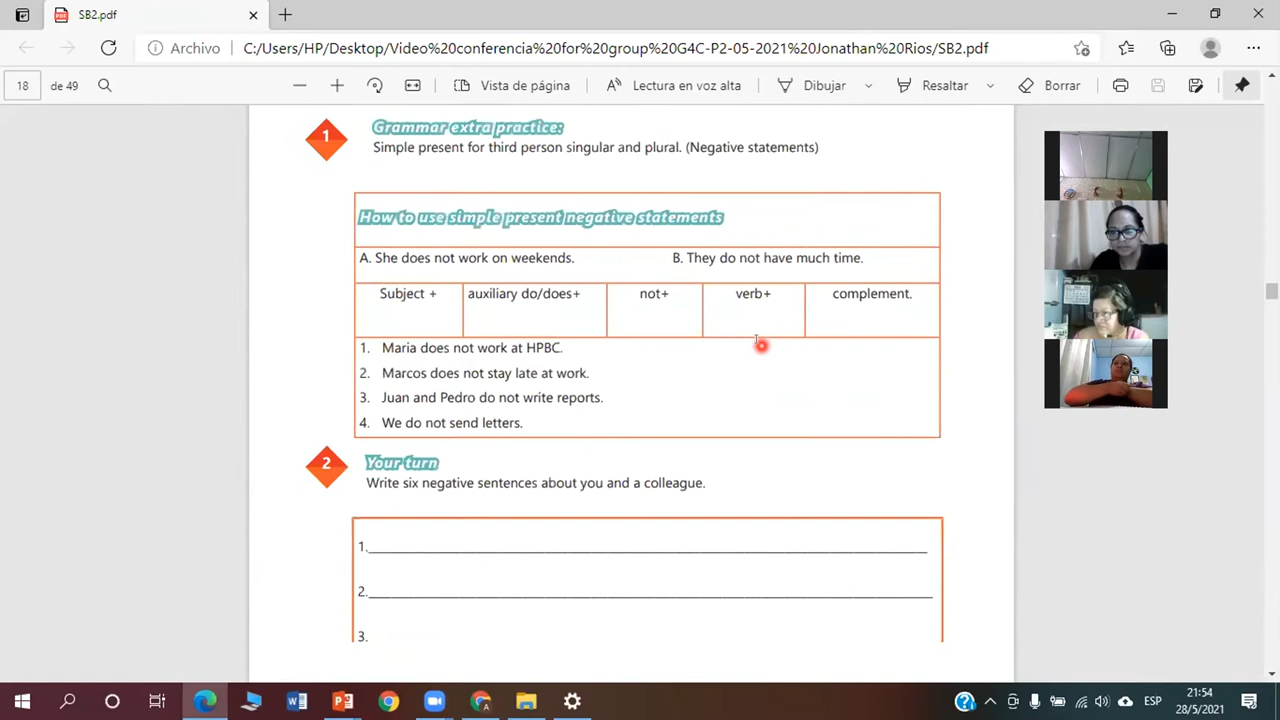 SB2.pdf
Archivo C:/Users/HP/Desktop/Video%20conferencia%20for%20group%20G4C-P2-05-2021%20Jonathan%20Rios/SB2.pdf
18 de 49 Vista de página Lectura en voz alta Dibujar Resaltar Borrar
1 Grammar extra practice:
Simple present for third person singular and plural. (Negative statements)
How to use simple present negative statements
A. She does not work on weekends. B. They do not have much time.
Subject + auxiliary do/does+ not+ verb+ complement.
1. Maria does not work at HPBC.
2. Marcos does not stay late at work.
3. Juan and Pedro do not write reports.
4. We do not send letters.
2 Your turn
Write six negative sentences about you and a colleague.
1.
2.
3.
ESP 21:54
28/5/2021